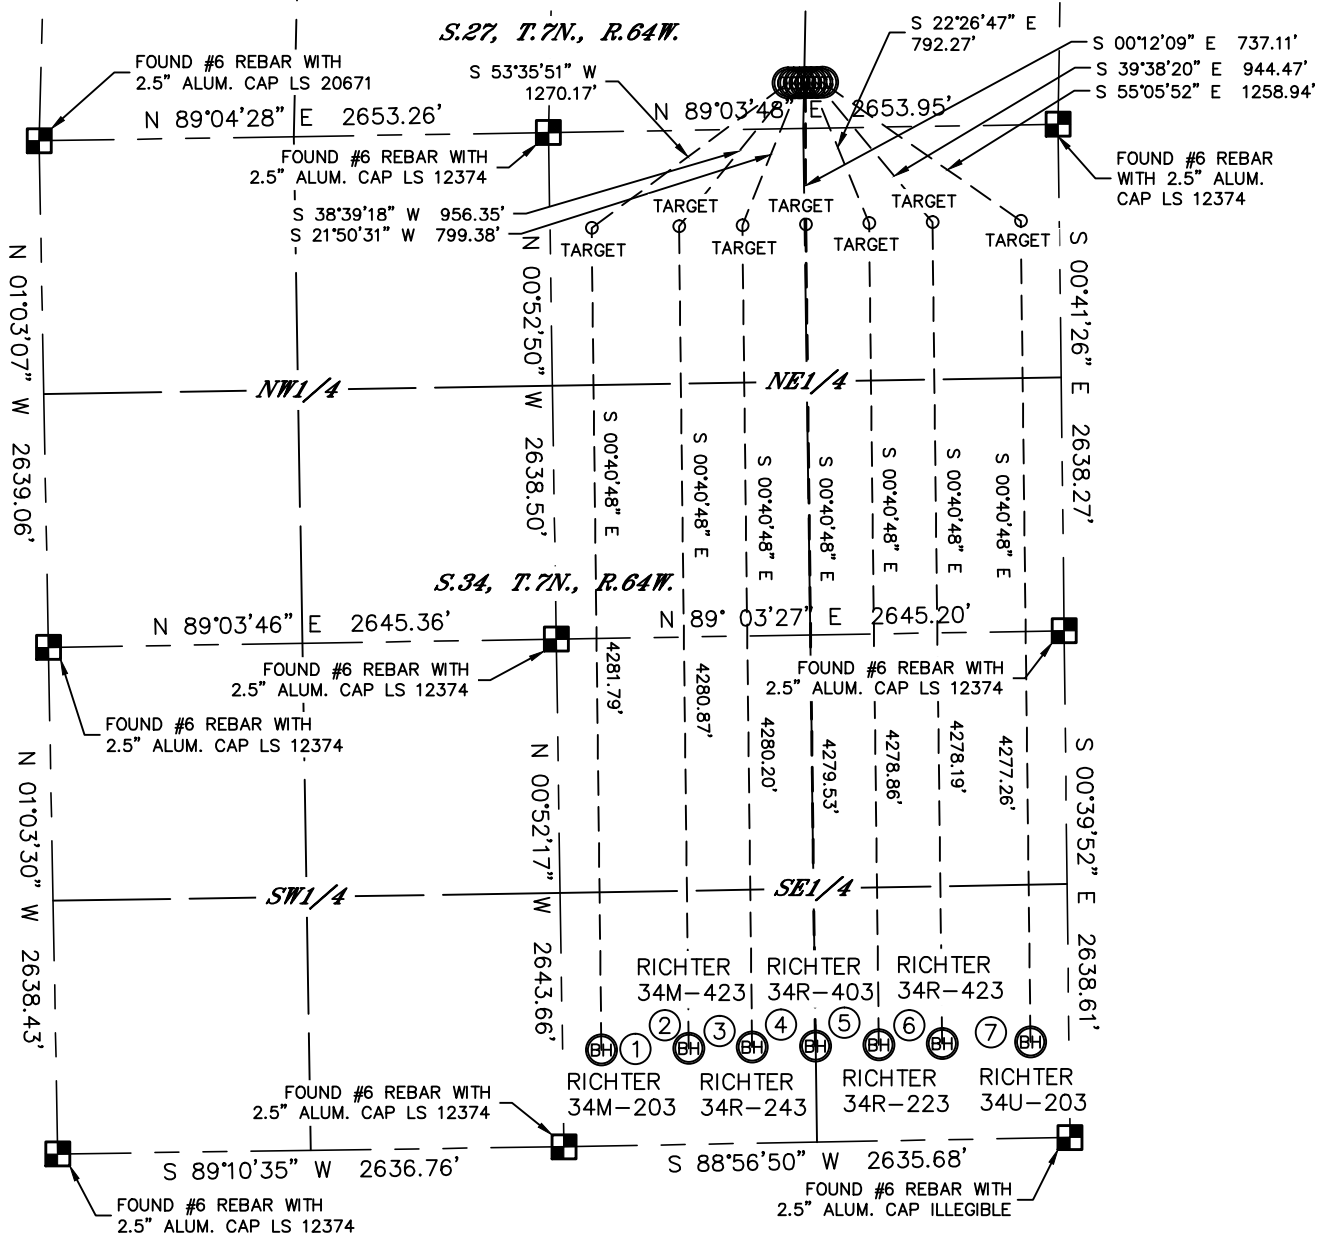 S.27, T.7N., R.64W.
S 22°26'47" E
792.27'
S 00°12'09" E 737.11'
S 39°38'20" E 944.47'
S 55°05'52" E 1258.94'
FOUND #6 REBAR WITH
2.5" ALUM. CAP LS 20671
S 53°35'51" W
1270.17'
N 89°04'28" E 2653.26'
N 89°03'48" E 2653.95'
FOUND #6 REBAR WITH
2.5" ALUM. CAP LS 12374
FOUND #6 REBAR
WITH 2.5" ALUM.
CAP LS 12374
S 38°39'18" W 956.35'
S 21°50'31" W 799.38'
TARGET
TARGET
TARGET
TARGET
TARGET
TARGET
TARGET
N 01°03'07" W 2639.06'
N 00°52'50" W 2638.50'
S 00°41'26" E 2638.27'
NW1/4
NE1/4
S 00°40'48" E
S 00°40'48" E
S 00°40'48" E
S 00°40'48" E
S 00°40'48" E
S 00°40'48" E
S 00°40'48" E
S.34, T.7N., R.64W.
N 89°03'46" E 2645.36'
N 89° 03'27" E 2645.20'
FOUND #6 REBAR WITH
2.5" ALUM. CAP LS 12374
FOUND #6 REBAR WITH
2.5" ALUM. CAP LS 12374
FOUND #6 REBAR WITH
2.5" ALUM. CAP LS 12374
4281.79'
4280.87'
4280.20'
4279.53'
4278.86'
4278.19'
4277.26'
N 01°03'30" W 2638.43'
N 00°52'17" W 2643.66'
S 00°39'52" E 2638.61'
SW1/4
SE1/4
RICHTER
34M-423
RICHTER
34R-403
RICHTER
34R-423
BH
1
2
BH
3
BH
4
BH
5
BH
6
BH
7
BH
RICHTER
34M-203
RICHTER
34R-243
RICHTER
34R-223
RICHTER
34U-203
FOUND #6 REBAR WITH
2.5" ALUM. CAP LS 12374
S 89°10'35" W 2636.76'
S 88°56'50" W 2635.68'
FOUND #6 REBAR WITH
2.5" ALUM. CAP LS 12374
FOUND #6 REBAR WITH
2.5" ALUM. CAP ILLEGIBLE